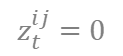 $z_t^{ij} = 0$